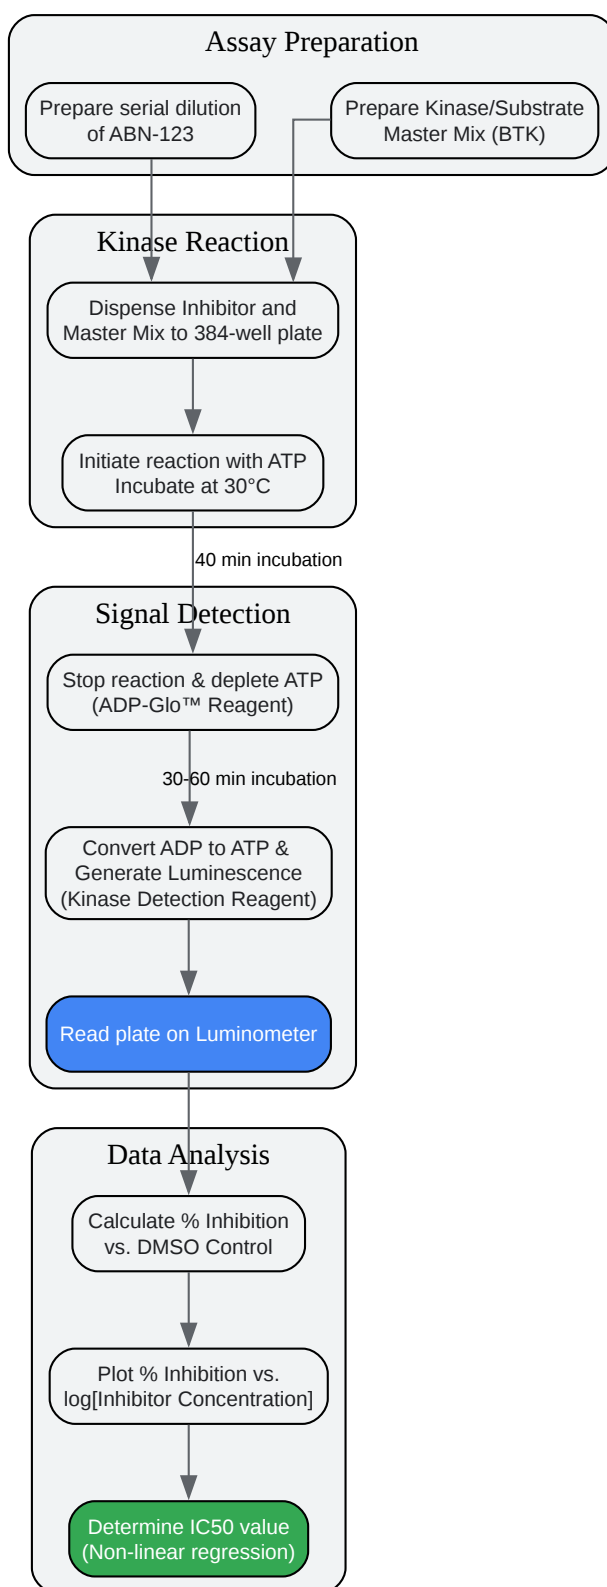 Assay Preparation
Prepare serial dilution
of ABN-123
Prepare Kinase/Substrate
Master Mix (BTK)
Kinase Reaction
Dispense Inhibitor and
Master Mix to 384-well plate
Initiate reaction with ATP
Incubate at 30°C
40 min incubation
Signal Detection
Stop reaction & deplete ATP
(ADP-Glo™ Reagent)
30-60 min incubation
Convert ADP to ATP &
Generate Luminescence
(Kinase Detection Reagent)
Read plate on Luminometer
Data Analysis
Calculate % Inhibition
vs. DMSO Control
Plot % Inhibition vs.
log[Inhibitor Concentration]
Determine IC50 value
(Non-linear regression)